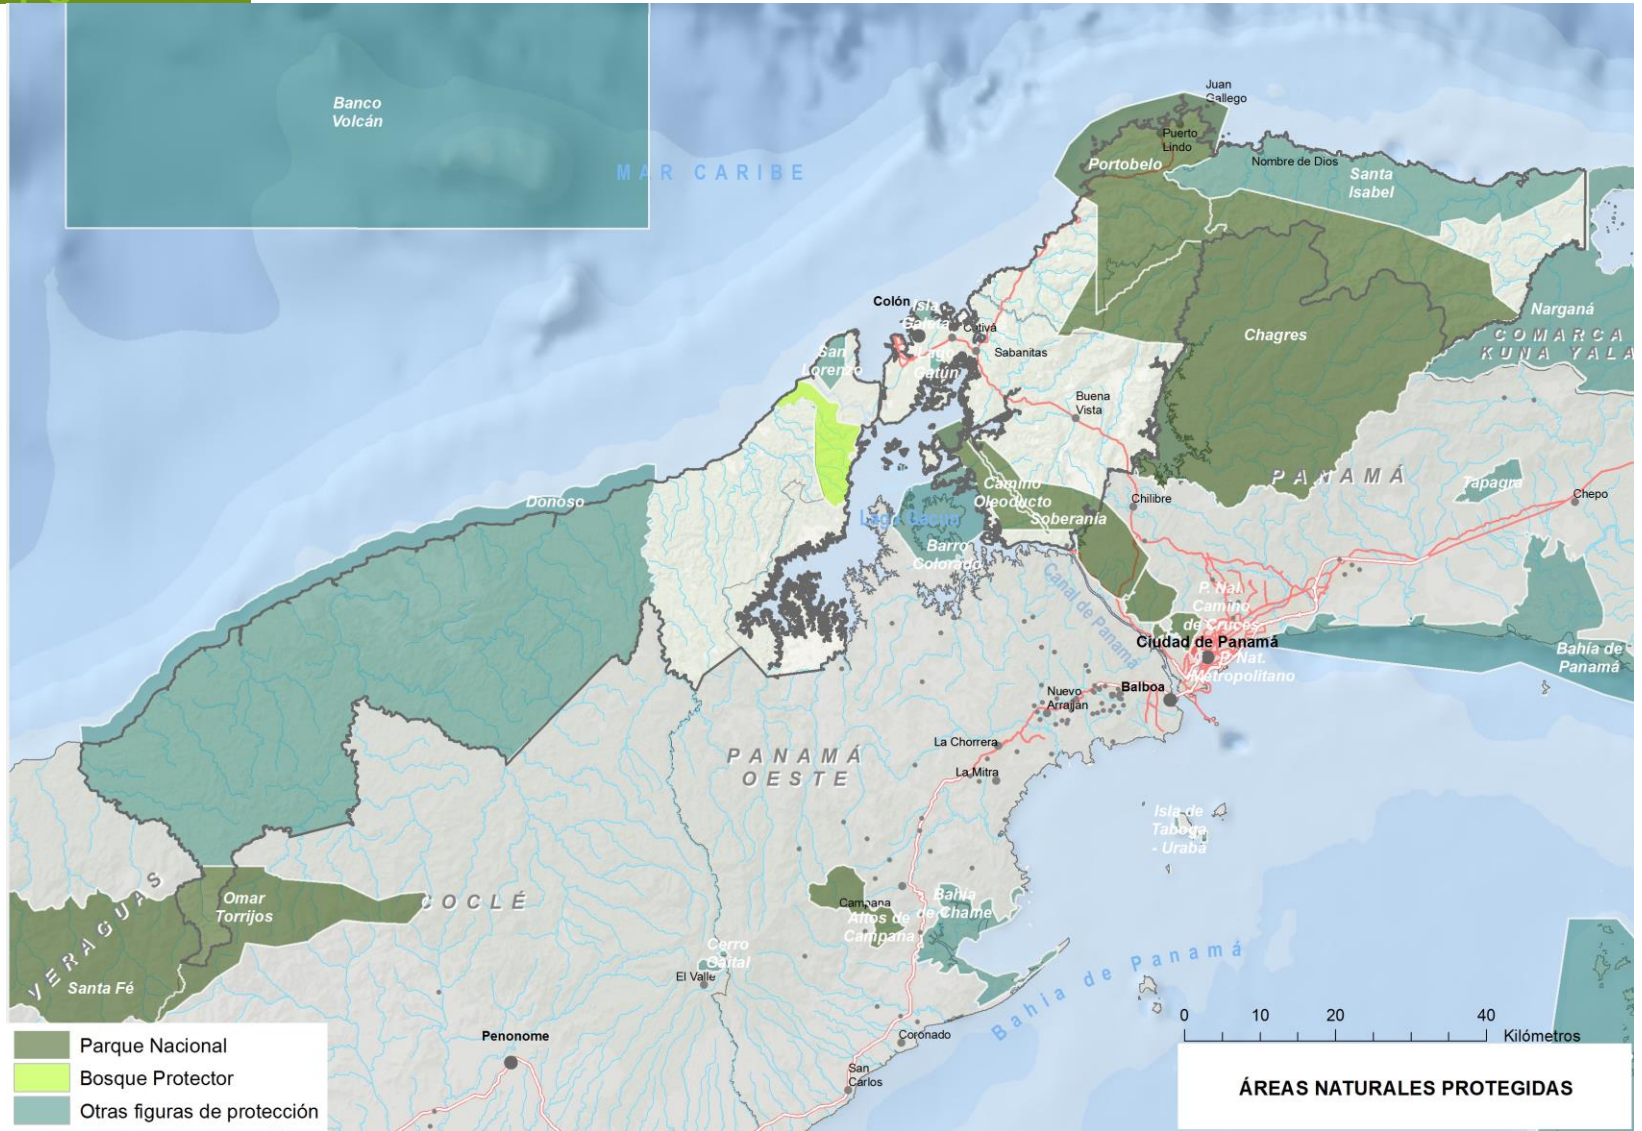 Juan
Gallego
Banco
Volcán
Puerto
Lindo
MAR CARIBE
Portobelo
Nombre de Dios
Santa
Isabel
Colón
Isla
Galeta
Narganá
Cativá
Chagres
COMARCA
KUNA YALA
San
Lorenzo
Lago
Gatún
Sabanitas
Buena
Vista
PANAMÁ
Camino
Oleoducto
Tapagra
Chepo
Donoso
Chilibre
Lago Gatún
Soberanía
Barro
Colorado
Canal de Panamá
P. Nal.
Camino
de Cruces
Ciudad de Panamá
Bahía de
Panamá
P. Nat.
Metropolitano
Balboa
Nuevo
Arraijan
La Chorrera
PANAMÁ
OESTE
La Mitra
Isla de
Taboga
- Urabá
VERAGUAS
Omar
Torrijos
COCLÉ
Campana
Altos de
Campana
Bahía
de Chame
Cerro
Gaital
El Valle
Bahia de Panamá
Santa Fé
Penonome
Coronado
San
Carlos
0 10 20 40
Kilómetros
Parque Nacional
Bosque Protector
Otras figuras de protección
ÁREAS NATURALES PROTEGIDAS